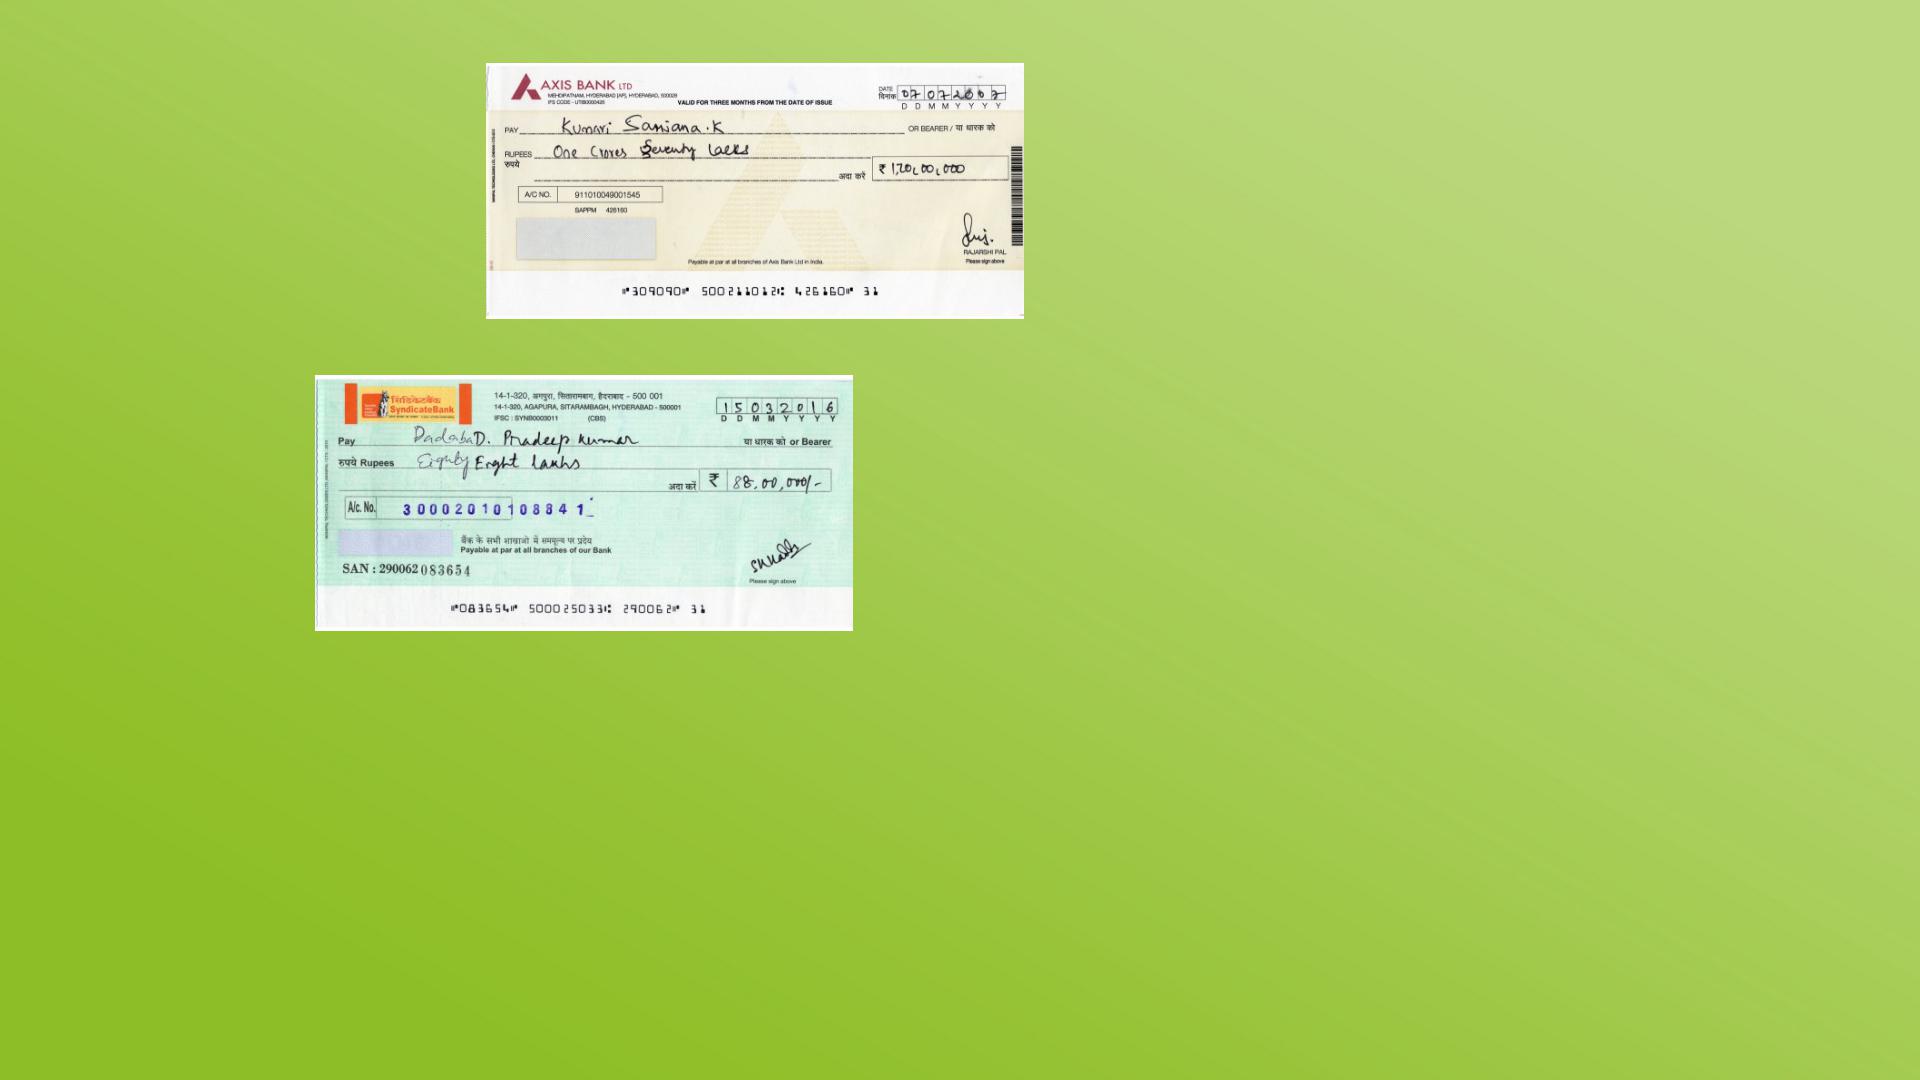 AXIS BANK LTD
MEHDIPATNAM, HYDERABAD [AP], HYDERABAD, 500028
IFS CODE - UTIB0000426
VALID FOR THREE MONTHS FROM THE DATE OF ISSUE
DATE
दिनांक
07072007
D D M M Y Y Y Y
PAY Kumari Sanjana.K OR BEARER / या धारक को
RUPEES One Crores Seventy lacks
रुपये
अदा करें ₹ 1,70,00,000
A/C NO. 911010049001545
SAPPM 426160
RAJARSHI PAL
Please sign above
Payable at par at all branches of Axis Bank Ltd in India.
"309090" 500211012: 426160" 31
सिंडिकेटबैंक
SyndicateBank
14-1-320, अगपुरा, सितारामबाग, हैदराबाद - 500 001
14-1-320, AGAPURA, SITARAMBAGH, HYDERABAD - 500001
IFSC : SYNB0003011 (CBS)
15032016
D D M M Y Y Y Y
Pay D. Pradeep kumar या धारक को or Bearer
रुपये Rupees Eighty Eight lakhs
अदा करें ₹ 88,00,000/-
A/c. No. 30002010108841
बैंक के सभी शाखाओ में सममूल्य पर प्रदेय
Payable at par at all branches of our Bank
SAN : 290062 083654
Please sign above
"083654" 500025033: 290062" 31